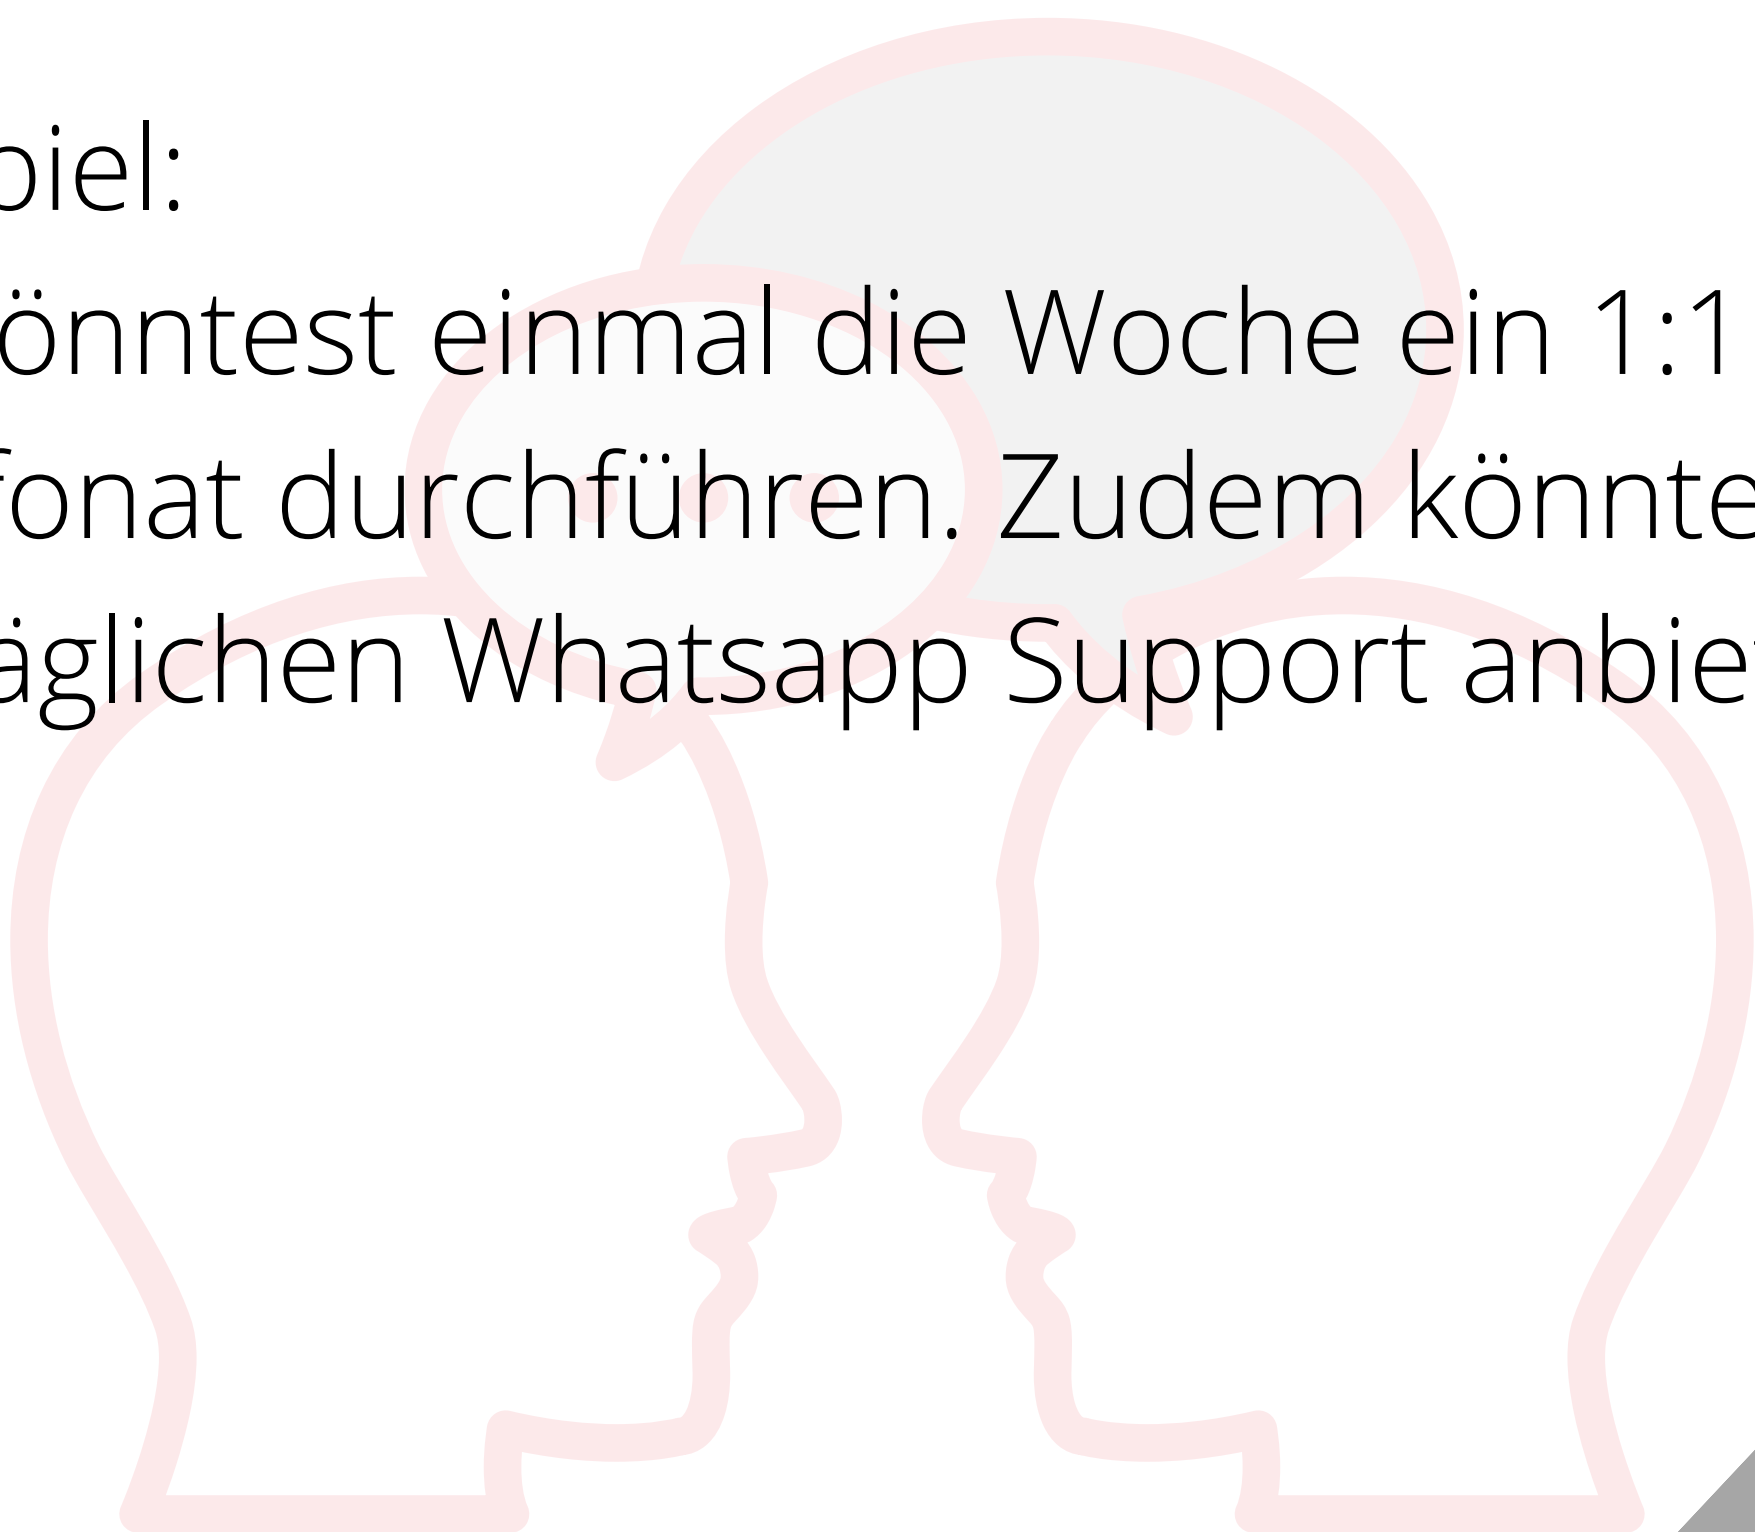 piel:
önntest einmal die Woche ein 1:1
fonat durchführen. Zudem könnte
äglichen Whatsapp Support anbie